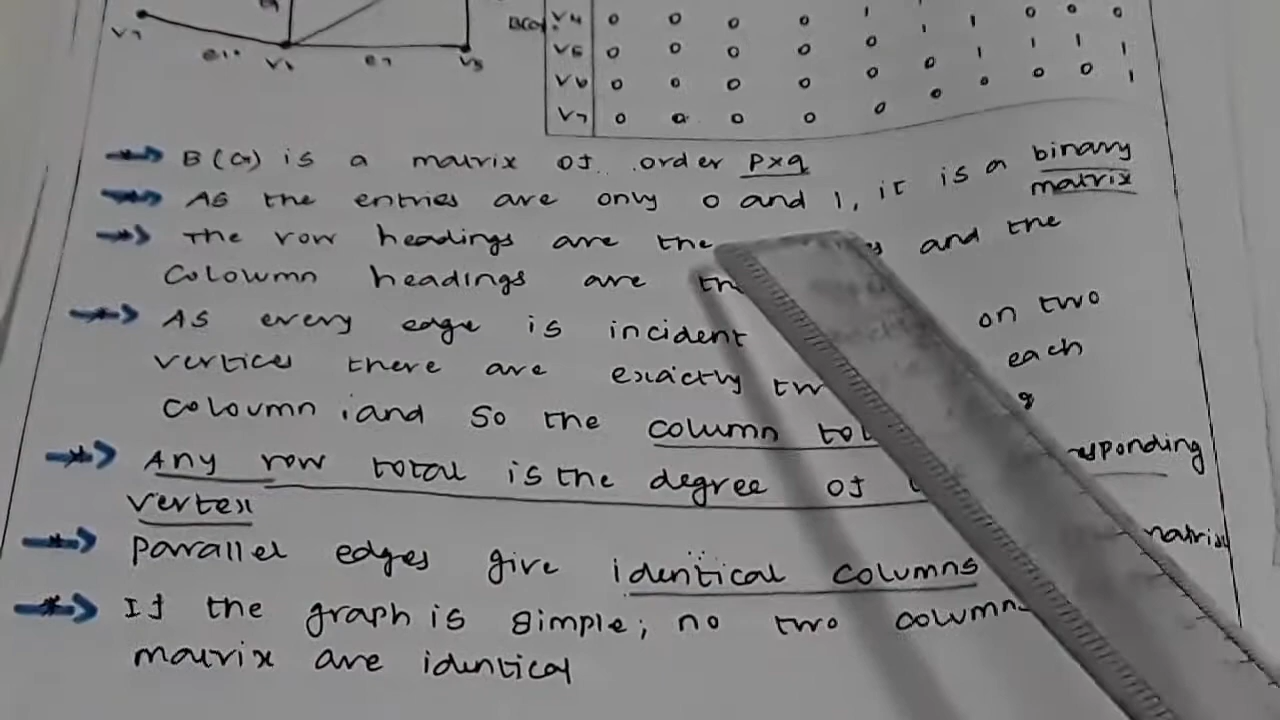 V4 0 0 0 0 1 1 1 0 0 0
B(G):
V5 0 0 0 0 0 1
V6 0 0 0 0 0 0 1 1 1 1
V7 0 0 0 0 0 0 0 0 0 1
V7 e10 V6 e7 V5
B(G) is a matrix of order p×q
As the entries are only 0 and 1, it is a binary matrix
The row headings are the and the
Colowmn headings are
As every edge is incident on two
vertices there are exactly each
coloumn ; and so the column
Any row total is the degree of
vertex
parallel edges give identical columns
If the graph is simple; no two column
matrix are identical